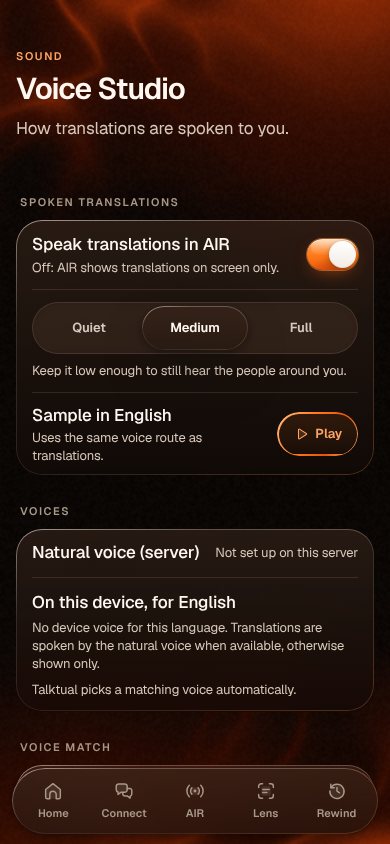 SOUND
Voice Studio
How translations are spoken to you.
SPOKEN TRANSLATIONS
Speak translations in AIR
Off: AIR shows translations on screen only.
Quiet
Medium
Full
Keep it low enough to still hear the people around you.
Sample in English
Uses the same voice route as
translations.
Play
VOICES
Natural voice (server)
Not set up on this server
On this device, for English
No device voice for this language. Translations are
spoken by the natural voice when available, otherwise
shown only.
Talktual picks a matching voice automatically.
VOICE MATCH
Home
Connect
AIR
Lens
Rewind